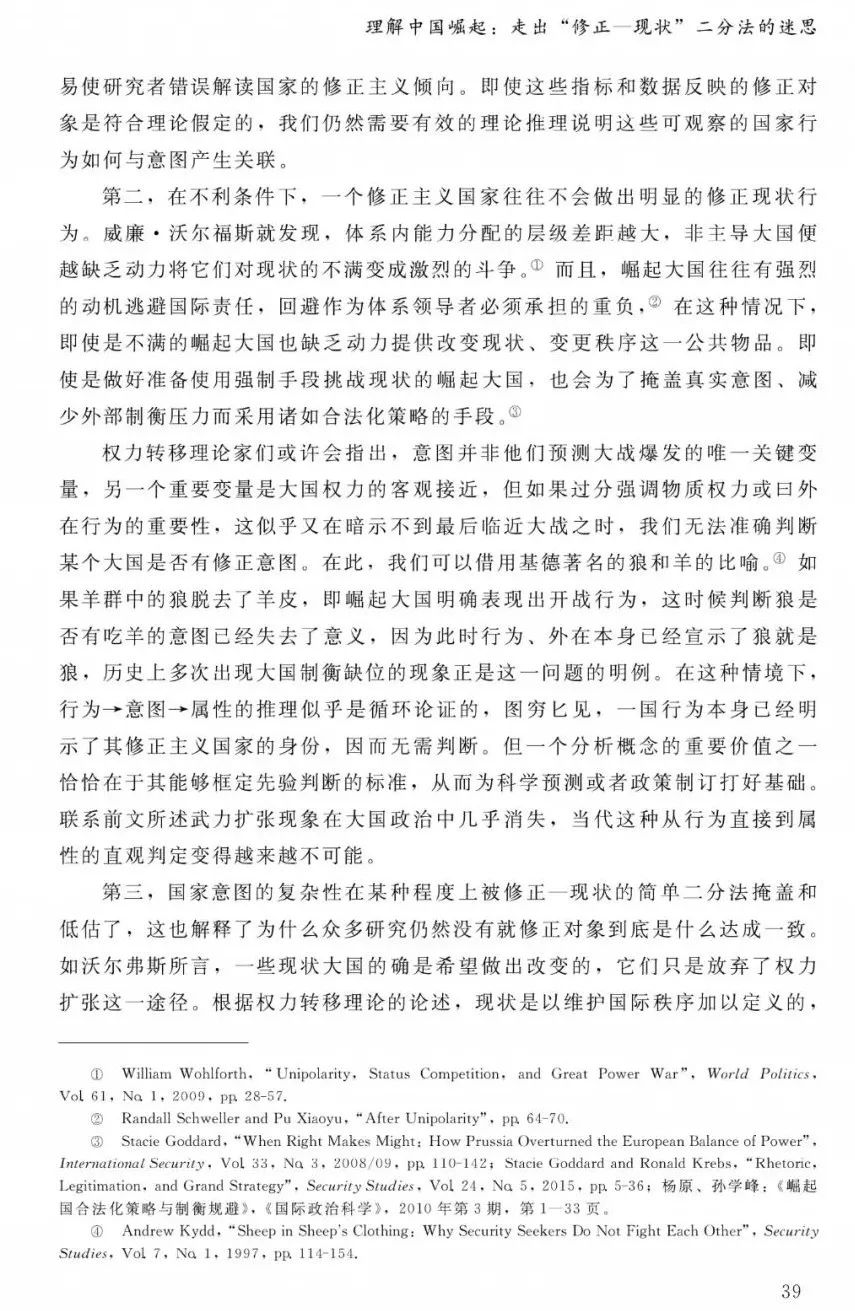 理解中国崛起：走出“修正—现状”二分法的迷思
易使研究者错误解读国家的修正主义倾向。即使这些指标和数据反映的修正对
象是符合理论假定的，我们仍然需要有效的理论推理说明这些可观察的国家行
为如何与意图产生关联。
第二，在不利条件下，一个修正主义国家往往不会做出明显的修正现状行
为。威廉·沃尔福斯就发现，体系内能力分配的层级差距越大，非主导大国便
越缺乏动力将它们对现状的不满变成激烈的斗争。① 而且，崛起大国往往有强烈
的动机逃避国际责任，回避作为体系领导者必须承担的重负，② 在这种情况下，
即使是不满的崛起大国也缺乏动力提供改变现状、变更秩序这一公共物品。即
使是做好准备使用强制手段挑战现状的崛起大国，也会为了掩盖真实意图、减
少外部制衡压力而采用诸如合法化策略的手段。③
权力转移理论家们或许会指出，意图并非他们预测大战爆发的唯一关键变
量，另一个重要变量是大国权力的客观接近，但如果过分强调物质权力或曰外
在行为的重要性，这似乎又在暗示不到最后临近大战之时，我们无法准确判断
某个大国是否有修正意图。在此，我们可以借用基德著名的狼和羊的比喻。④ 如
果羊群中的狼脱去了羊皮，即崛起大国明确表现出开战行为，这时候判断狼是
否有吃羊的意图已经失去了意义，因为此时行为、外在本身已经宣示了狼就是
狼，历史上多次出现大国制衡缺位的现象正是这一问题的明例。在这种情境下，
行为→意图→属性的推理似乎是循环论证的，图穷匕见，一国行为本身已经明
示了其修正主义国家的身份，因而无需判断。但一个分析概念的重要价值之一
恰恰在于其能够框定先验判断的标准，从而为科学预测或者政策制订打好基础。
联系前文所述武力扩张现象在大国政治中几乎消失，当代这种从行为直接到属
性的直观判定变得越来越不可能。
第三，国家意图的复杂性在某种程度上被修正—现状的简单二分法掩盖和
低估了，这也解释了为什么众多研究仍然没有就修正对象到底是什么达成一致。
如沃尔弗斯所言，一些现状大国的确是希望做出改变的，它们只是放弃了权力
扩张这一途径。根据权力转移理论的论述，现状是以维护国际秩序加以定义的，
① William Wohlforth, “Unipolarity, Status Competition, and Great Power War”, World Politics,
Vol. 61, No. 1, 2009, pp. 28-57.
② Randall Schweller and Pu Xiaoyu, “After Unipolarity”, pp. 64-70.
③ Stacie Goddard, “When Right Makes Might: How Prussia Overturned the European Balance of Power”,
International Security, Vol. 33, No. 3, 2008/09, pp. 110-142; Stacie Goddard and Ronald Krebs, “Rhetoric,
Legitimation, and Grand Strategy”, Security Studies, Vol. 24, No. 5, 2015, pp. 5-36; 杨原、孙学峰：《崛起
国合法化策略与制衡规避》，《国际政治科学》，2010 年第 3 期，第 1—33 页。
④ Andrew Kydd, “Sheep in Sheep's Clothing: Why Security Seekers Do Not Fight Each Other”, Security
Studies, Vol. 7, No. 1, 1997, pp. 114-154.
39